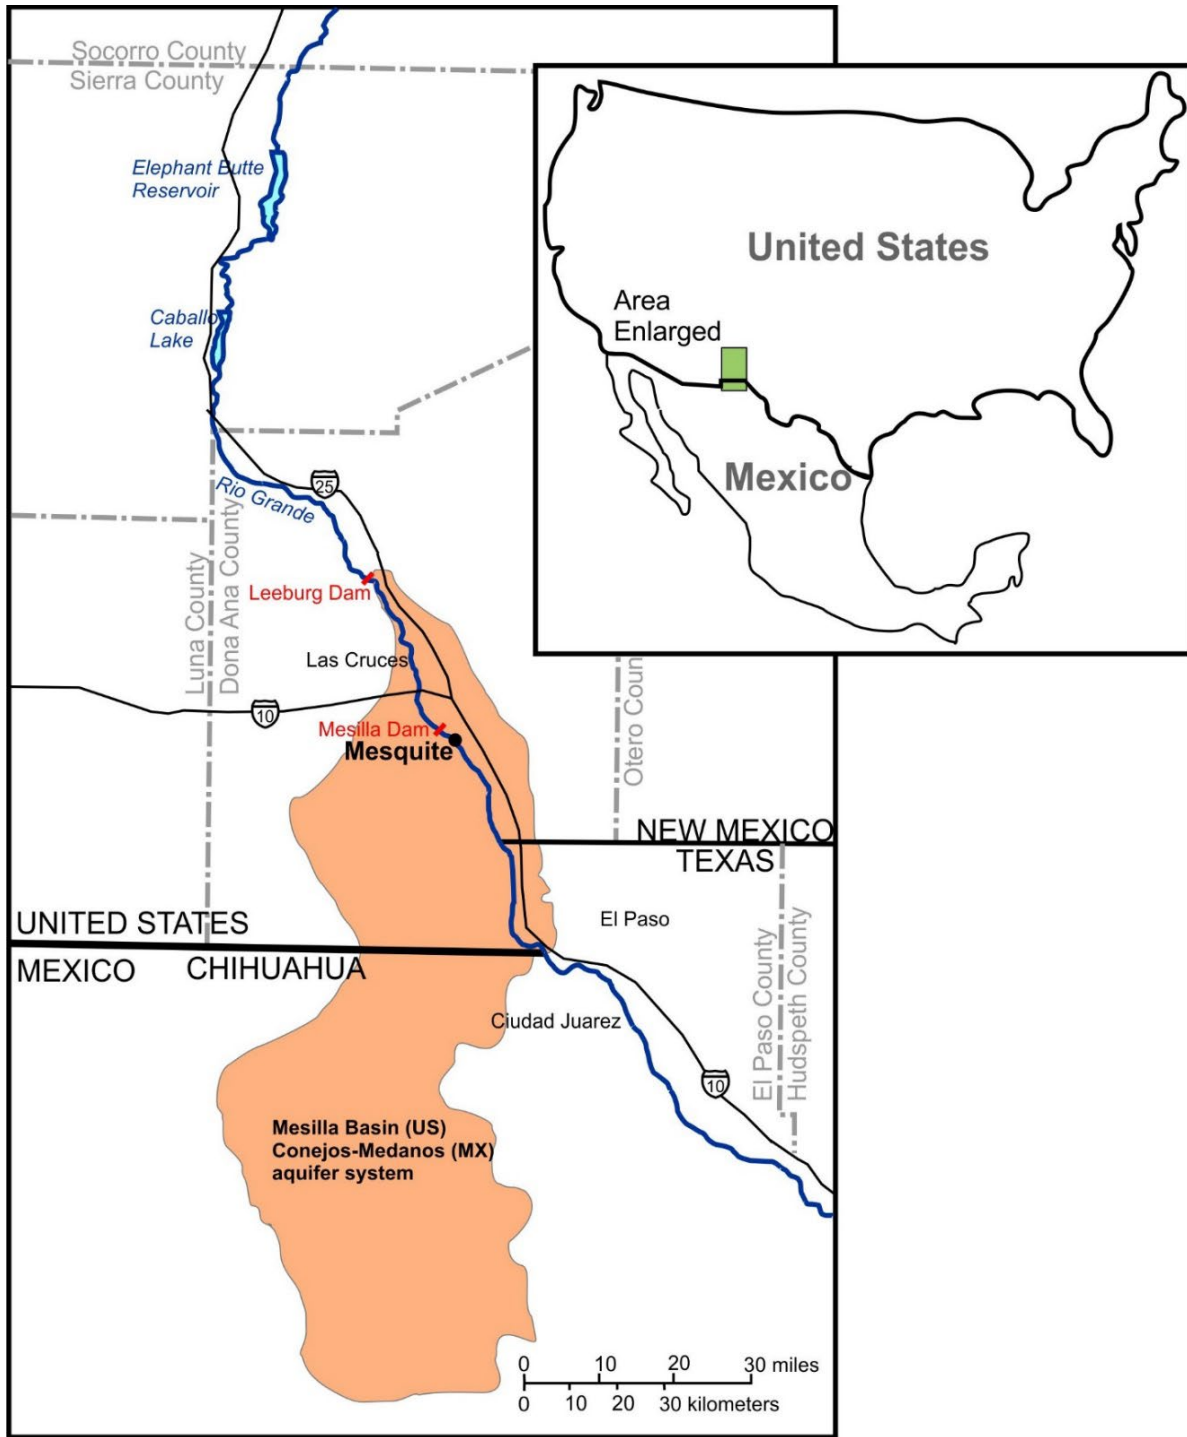 Socorro County
Sierra County
Elephant Butte
Reservoir
Caballo
Lake
United States
Area
Enlarged
Mexico
25
Rio Grande
Luna County
Dona Ana County
Leeburg Dam
Las Cruces
10
Mesilla Dam
Mesquite
Otero Coun
NEW MEXICO
TEXAS
UNITED STATES
MEXICO
CHIHUAHUA
El Paso
El Paso County
Hudspeth County
Ciudad Juarez
10
Mesilla Basin (US)
Conejos-Medanos (MX)
aquifer system
0 10 20 30 miles
0 10 20 30 kilometers